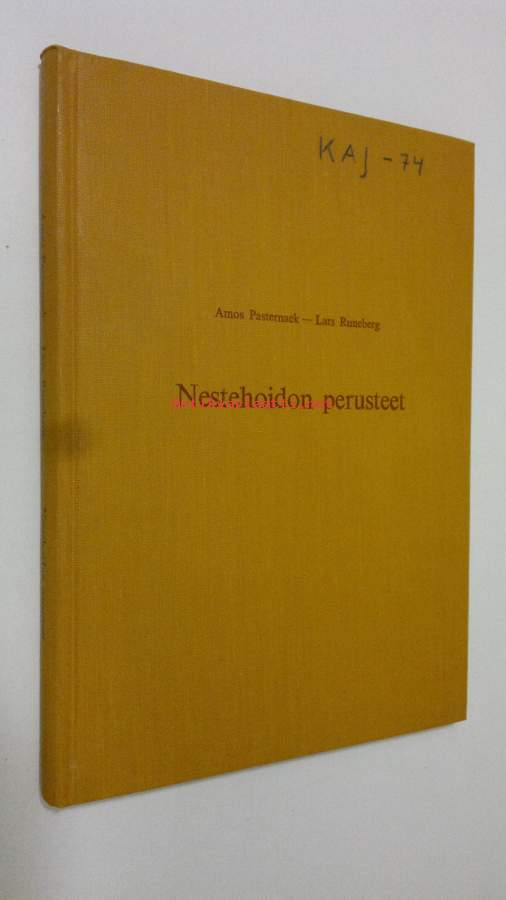 KAJ - 74
Amos Pasternack — Lars Runeberg
Nestehoidon perusteet